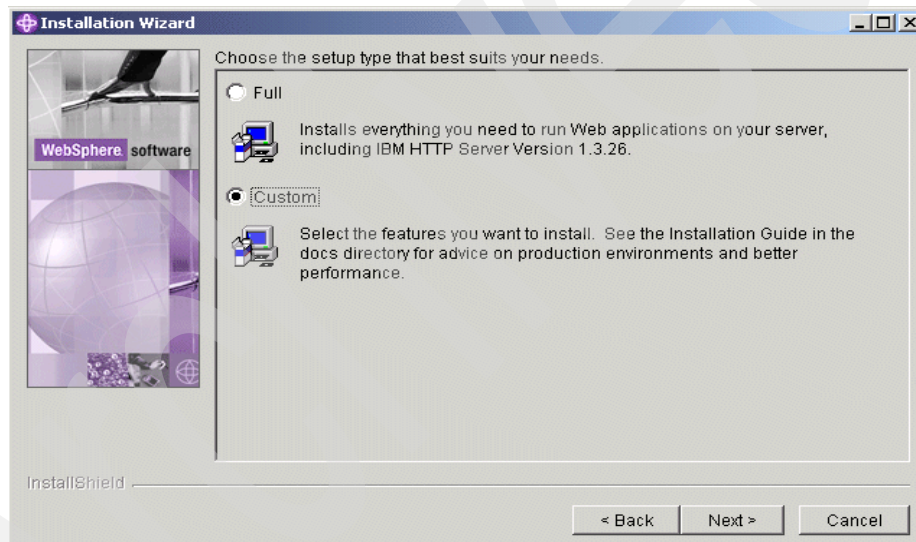 Installation Wizard
Choose the setup type that best suits your needs.
Full
Installs everything you need to run Web applications on your server,
including IBM HTTP Server Version 1.3.26.
WebSphere. software
Custom
Select the features you want to install. See the Installation Guide in the
docs directory for advice on production environments and better
performance.
InstallShield
< Back Next > Cancel